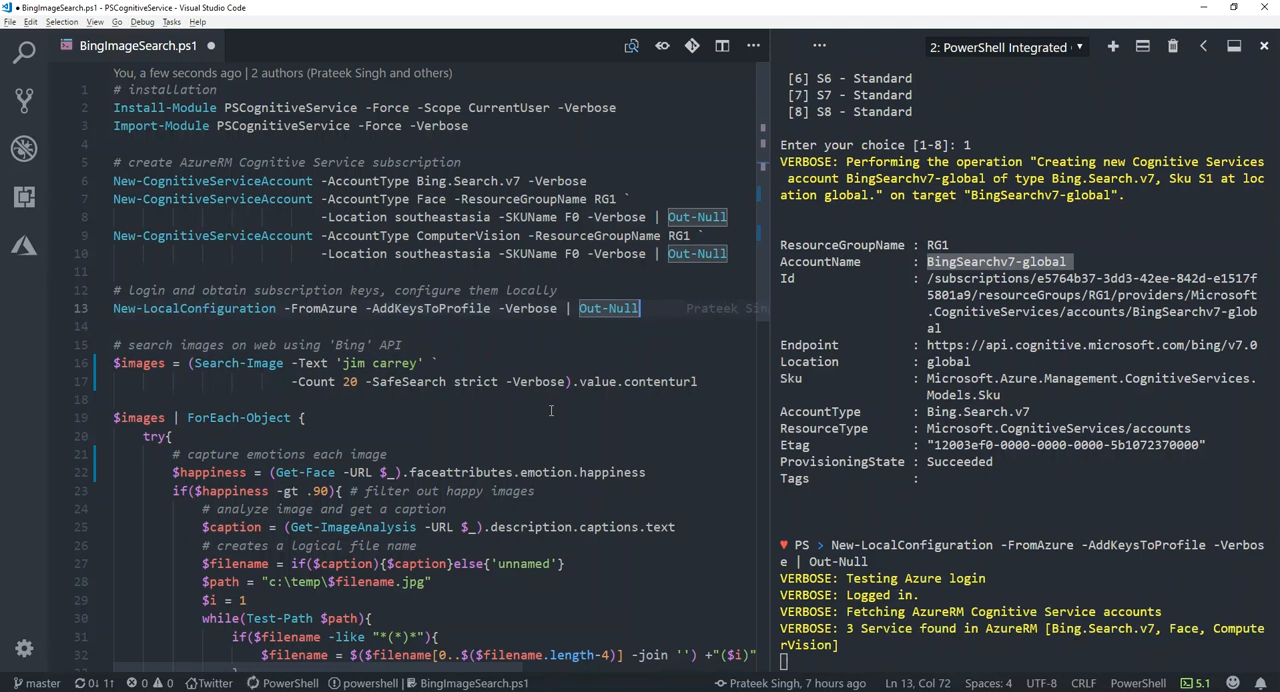 ● BingImageSearch.ps1 - PSCognitiveService - Visual Studio Code
File Edit Selection View Go Debug Tasks Help
BingImageSearch.ps1 ●
You, a few seconds ago | 2 authors (Prateek Singh and others)
1 # installation
2 Install-Module PSCognitiveService -Force -Scope CurrentUser -Verbose
3 Import-Module PSCognitiveService -Force -Verbose
4
5 # create AzureRM Cognitive Service subscription
6 New-CognitiveServiceAccount -AccountType Bing.Search.v7 -Verbose
7 New-CognitiveServiceAccount -AccountType Face -ResourceGroupName RG1 `
8 -Location southeastasia -SKUName F0 -Verbose | Out-Null
9 New-CognitiveServiceAccount -AccountType ComputerVision -ResourceGroupName RG1 `
10 -Location southeastasia -SKUName F0 -Verbose | Out-Null
11
12 # login and obtain subscription keys, configure them locally
13 New-LocalConfiguration -FromAzure -AddKeysToProfile -Verbose | Out-Null Prateek Sin
14
15 # search images on web using 'Bing' API
16 $images = (Search-Image -Text 'jim carrey' `
17 -Count 20 -SafeSearch strict -Verbose).value.contenturl
18
19 $images | ForEach-Object {
20 try{
21 # capture emotions each image
22 $happiness = (Get-Face -URL $_).faceattributes.emotion.happiness
23 if($happiness -gt .90){ # filter out happy images
24 # analyze image and get a caption
25 $caption = (Get-ImageAnalysis -URL $_).description.captions.text
26 # creates a logical file name
27 $filename = if($caption){$caption}else{'unnamed'}
28 $path = "c:\temp\$filename.jpg"
29 $i = 1
30 while(Test-Path $path){
31 if($filename -like "*(*)*"){
32 $filename = $($filename[0..$($filename.length-4)] -join '') +"($i)"
2: PowerShell Integrated
[6] S6 - Standard
[7] S7 - Standard
[8] S8 - Standard
Enter your choice [1-8]: 1
VERBOSE: Performing the operation "Creating new Cognitive Services
account BingSearchv7-global of type Bing.Search.v7, Sku S1 at loc
ation global." on target "BingSearchv7-global".
ResourceGroupName : RG1
AccountName : BingSearchv7-global
Id : /subscriptions/e5764b37-3dd3-42ee-842d-e1517f
5801a9/resourceGroups/RG1/providers/Microsoft
.CognitiveServices/accounts/BingSearchv7-glob
al
Endpoint : https://api.cognitive.microsoft.com/bing/v7.0
Location : global
Sku : Microsoft.Azure.Management.CognitiveServices.
Models.Sku
AccountType : Bing.Search.v7
ResourceType : Microsoft.CognitiveServices/accounts
Etag : "12003ef0-0000-0000-0000-5b1072370000"
ProvisioningState : Succeeded
Tags :
♥ PS > New-LocalConfiguration -FromAzure -AddKeysToProfile -Verbos
e | Out-Null
VERBOSE: Testing Azure login
VERBOSE: Logged in.
VERBOSE: Fetching AzureRM Cognitive Service accounts
VERBOSE: 3 Service found in AzureRM [Bing.Search.v7, Face, Compute
rVision]
master 0↓ 1↑ 0 0 Twitter PowerShell powershell BingImageSearch.ps1 Prateek Singh, 7 hours ago Ln 13, Col 72 Spaces: 4 UTF-8 CRLF PowerShell 5.1